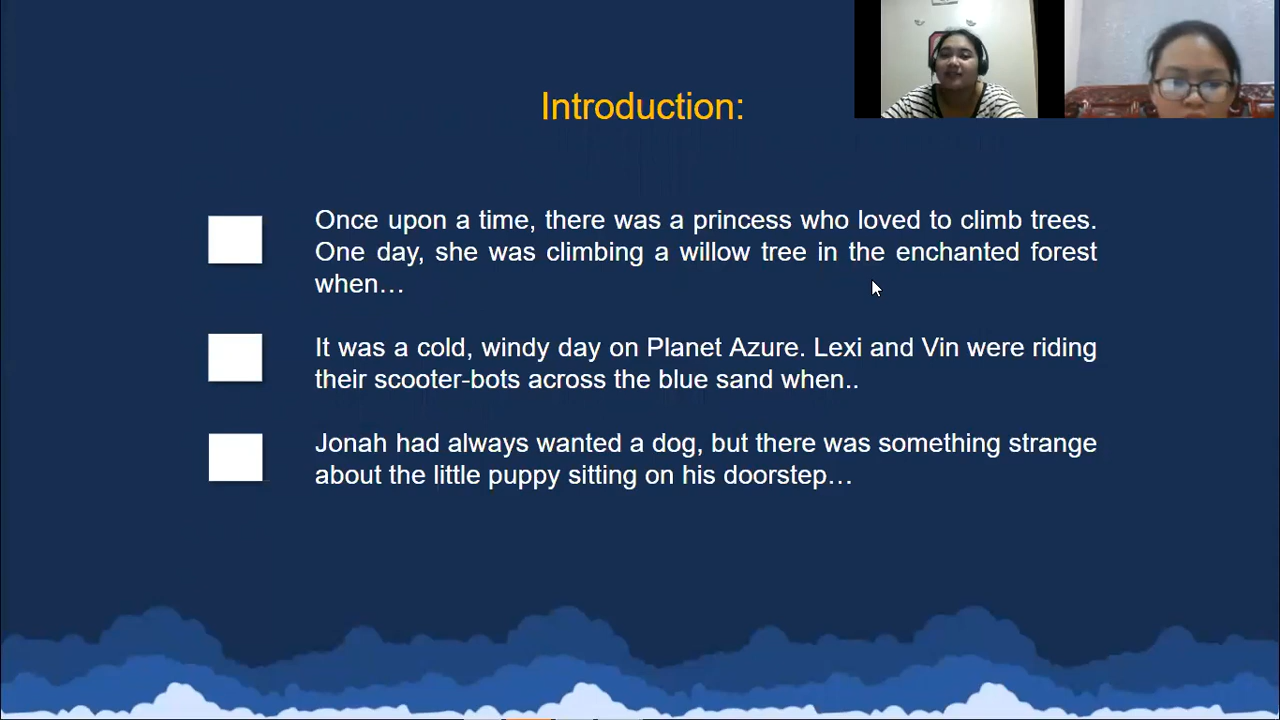 Introduction:
Once upon a time, there was a princess who loved to climb trees.
One day, she was climbing a willow tree in the enchanted forest
when…
It was a cold, windy day on Planet Azure. Lexi and Vin were riding
their scooter-bots across the blue sand when..
Jonah had always wanted a dog, but there was something strange
about the little puppy sitting on his doorstep…